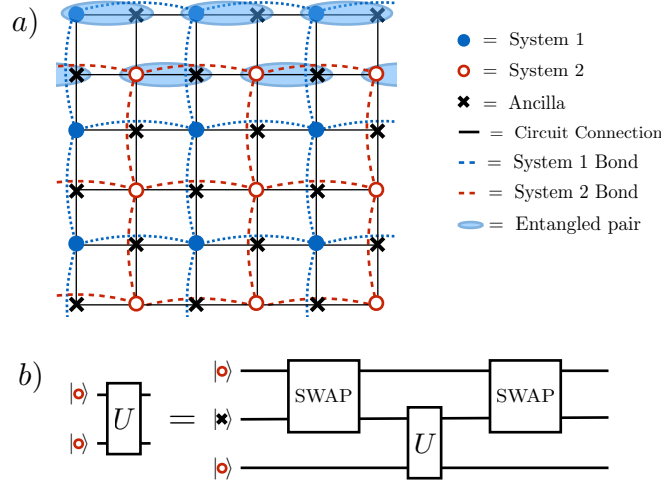 a)
= System 1
= System 2
= Ancilla
= Circuit Connection
= System 1 Bond
= System 2 Bond
= Entangled pair
b)
U = SWAP U SWAP